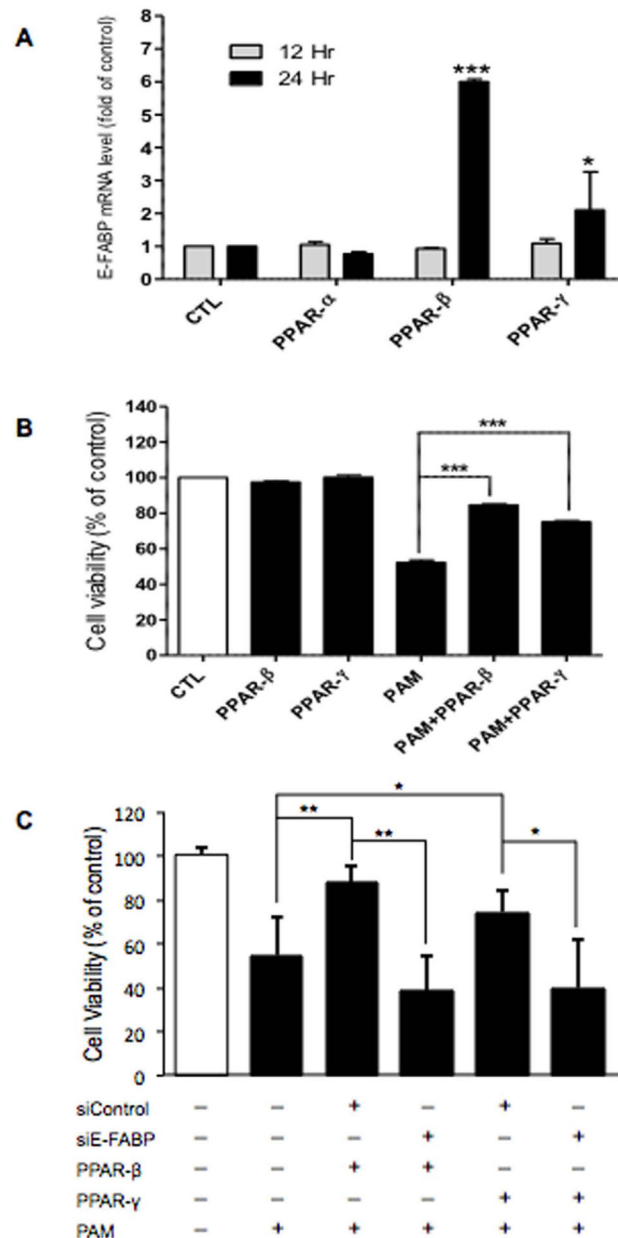 A
E-FABP mRNA level (fold of control)
8
7
6
5
4
3
2
1
0
12 Hr
24 Hr
***
*
CTL
PPAR-α
PPAR-β
PPAR-γ
B
Cell viability (% of control)
140
120
100
80
60
40
20
0
***
***
CTL
PPAR-β
PPAR-γ
PAM
PAM+PPAR-β
PAM+PPAR-γ
C
Cell Viability (% of control)
120
100
80
60
40
20
0
*
**
**
*
siControl – – + – + –
siE-FABP – – – + – +
PPAR-β – – + + – –
PPAR-γ – – – – + +
PAM – + + + + +